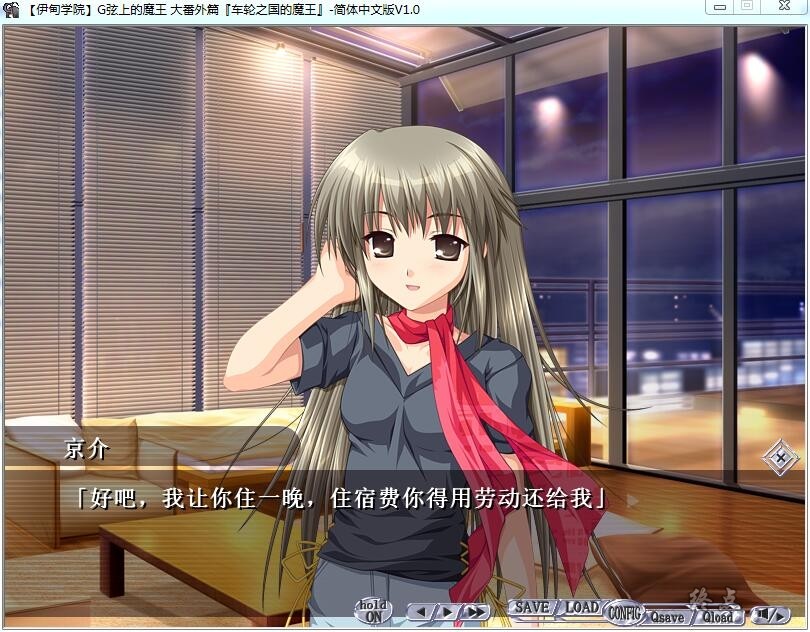 【伊甸学院】G弦上的魔王 大番外篇『车轮之国的魔王』-简体中文版V1.0
京介
「好吧，我让你住一晚，住宿费你得用劳动还给我」
hold ON SAVE LOAD CONFIG Qsave Qload